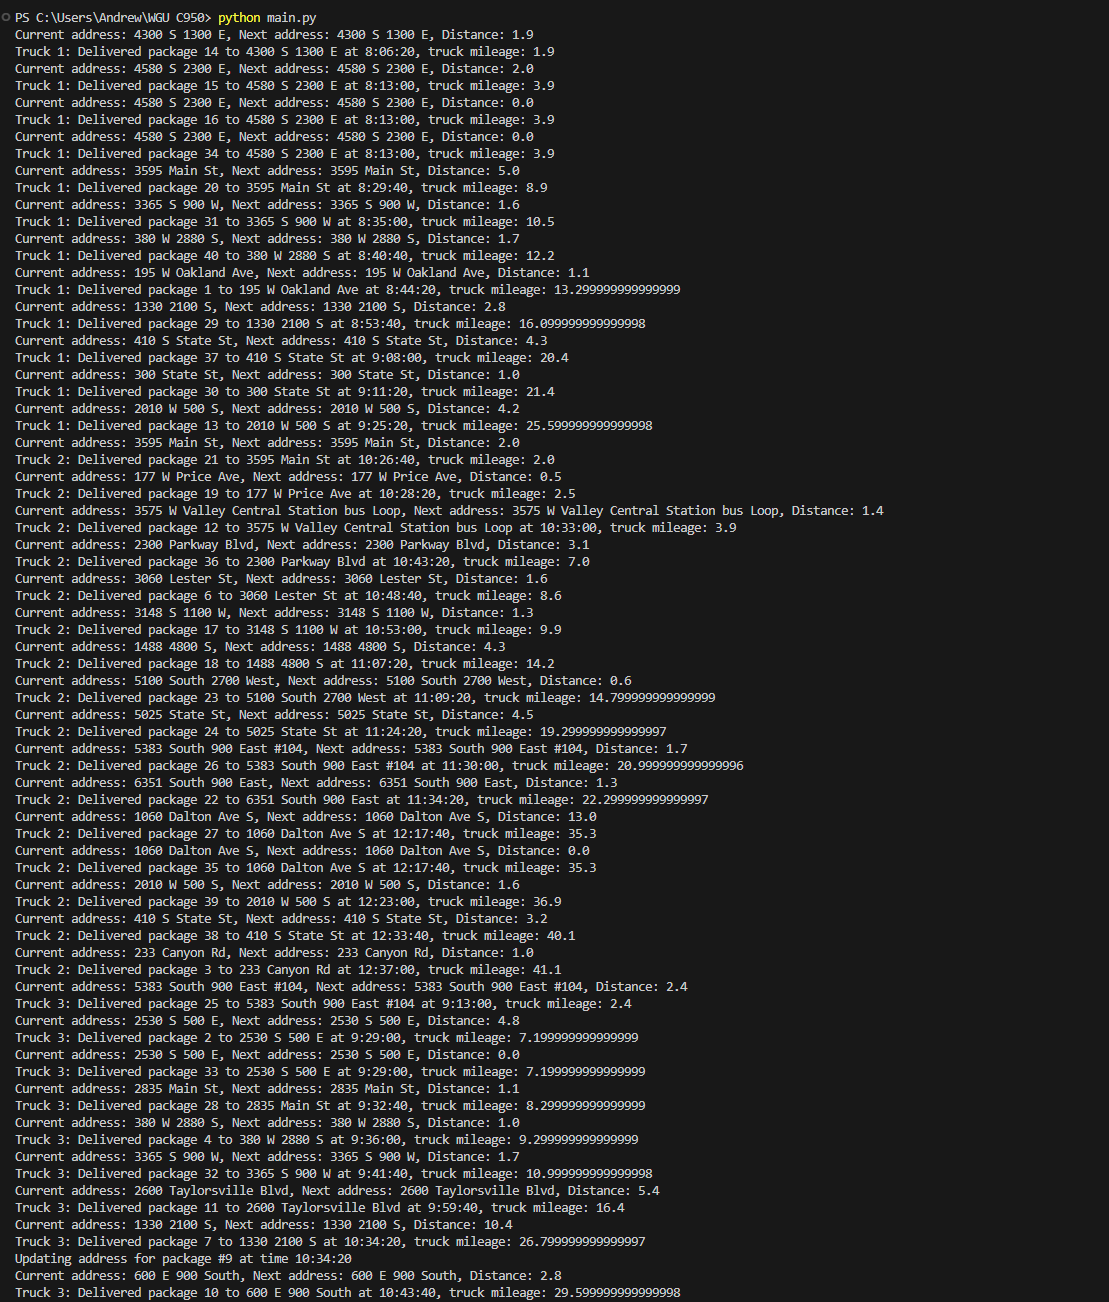 PS C:\Users\Andrew\WGU C950> python main.py
Current address: 4300 S 1300 E, Next address: 4300 S 1300 E, Distance: 1.9
Truck 1: Delivered package 14 to 4300 S 1300 E at 8:06:20, truck mileage: 1.9
Current address: 4580 S 2300 E, Next address: 4580 S 2300 E, Distance: 2.0
Truck 1: Delivered package 15 to 4580 S 2300 E at 8:13:00, truck mileage: 3.9
Current address: 4580 S 2300 E, Next address: 4580 S 2300 E, Distance: 0.0
Truck 1: Delivered package 16 to 4580 S 2300 E at 8:13:00, truck mileage: 3.9
Current address: 4580 S 2300 E, Next address: 4580 S 2300 E, Distance: 0.0
Truck 1: Delivered package 34 to 4580 S 2300 E at 8:13:00, truck mileage: 3.9
Current address: 3595 Main St, Next address: 3595 Main St, Distance: 5.0
Truck 1: Delivered package 20 to 3595 Main St at 8:29:40, truck mileage: 8.9
Current address: 3365 S 900 W, Next address: 3365 S 900 W, Distance: 1.6
Truck 1: Delivered package 31 to 3365 S 900 W at 8:35:00, truck mileage: 10.5
Current address: 380 W 2880 S, Next address: 380 W 2880 S, Distance: 1.7
Truck 1: Delivered package 40 to 380 W 2880 S at 8:40:40, truck mileage: 12.2
Current address: 195 W Oakland Ave, Next address: 195 W Oakland Ave, Distance: 1.1
Truck 1: Delivered package 1 to 195 W Oakland Ave at 8:44:20, truck mileage: 13.299999999999999
Current address: 1330 2100 S, Next address: 1330 2100 S, Distance: 2.8
Truck 1: Delivered package 29 to 1330 2100 S at 8:53:40, truck mileage: 16.099999999999998
Current address: 410 S State St, Next address: 410 S State St, Distance: 4.3
Truck 1: Delivered package 37 to 410 S State St at 9:08:00, truck mileage: 20.4
Current address: 300 State St, Next address: 300 State St, Distance: 1.0
Truck 1: Delivered package 30 to 300 State St at 9:11:20, truck mileage: 21.4
Current address: 2010 W 500 S, Next address: 2010 W 500 S, Distance: 4.2
Truck 1: Delivered package 13 to 2010 W 500 S at 9:25:20, truck mileage: 25.599999999999998
Current address: 3595 Main St, Next address: 3595 Main St, Distance: 2.0
Truck 2: Delivered package 21 to 3595 Main St at 10:26:40, truck mileage: 2.0
Current address: 177 W Price Ave, Next address: 177 W Price Ave, Distance: 0.5
Truck 2: Delivered package 19 to 177 W Price Ave at 10:28:20, truck mileage: 2.5
Current address: 3575 W Valley Central Station bus Loop, Next address: 3575 W Valley Central Station bus Loop, Distance: 1.4
Truck 2: Delivered package 12 to 3575 W Valley Central Station bus Loop at 10:33:00, truck mileage: 3.9
Current address: 2300 Parkway Blvd, Next address: 2300 Parkway Blvd, Distance: 3.1
Truck 2: Delivered package 36 to 2300 Parkway Blvd at 10:43:20, truck mileage: 7.0
Current address: 3060 Lester St, Next address: 3060 Lester St, Distance: 1.6
Truck 2: Delivered package 6 to 3060 Lester St at 10:48:40, truck mileage: 8.6
Current address: 3148 S 1100 W, Next address: 3148 S 1100 W, Distance: 1.3
Truck 2: Delivered package 17 to 3148 S 1100 W at 10:53:00, truck mileage: 9.9
Current address: 1488 4800 S, Next address: 1488 4800 S, Distance: 4.3
Truck 2: Delivered package 18 to 1488 4800 S at 11:07:20, truck mileage: 14.2
Current address: 5100 South 2700 West, Next address: 5100 South 2700 West, Distance: 0.6
Truck 2: Delivered package 23 to 5100 South 2700 West at 11:09:20, truck mileage: 14.799999999999999
Current address: 5025 State St, Next address: 5025 State St, Distance: 4.5
Truck 2: Delivered package 24 to 5025 State St at 11:24:20, truck mileage: 19.299999999999997
Current address: 5383 South 900 East #104, Next address: 5383 South 900 East #104, Distance: 1.7
Truck 2: Delivered package 26 to 5383 South 900 East #104 at 11:30:00, truck mileage: 20.999999999999996
Current address: 6351 South 900 East, Next address: 6351 South 900 East, Distance: 1.3
Truck 2: Delivered package 22 to 6351 South 900 East at 11:34:20, truck mileage: 22.299999999999997
Current address: 1060 Dalton Ave S, Next address: 1060 Dalton Ave S, Distance: 13.0
Truck 2: Delivered package 27 to 1060 Dalton Ave S at 12:17:40, truck mileage: 35.3
Current address: 1060 Dalton Ave S, Next address: 1060 Dalton Ave S, Distance: 0.0
Truck 2: Delivered package 35 to 1060 Dalton Ave S at 12:17:40, truck mileage: 35.3
Current address: 2010 W 500 S, Next address: 2010 W 500 S, Distance: 1.6
Truck 2: Delivered package 39 to 2010 W 500 S at 12:23:00, truck mileage: 36.9
Current address: 410 S State St, Next address: 410 S State St, Distance: 3.2
Truck 2: Delivered package 38 to 410 S State St at 12:33:40, truck mileage: 40.1
Current address: 233 Canyon Rd, Next address: 233 Canyon Rd, Distance: 1.0
Truck 2: Delivered package 3 to 233 Canyon Rd at 12:37:00, truck mileage: 41.1
Current address: 5383 South 900 East #104, Next address: 5383 South 900 East #104, Distance: 2.4
Truck 3: Delivered package 25 to 5383 South 900 East #104 at 9:13:00, truck mileage: 2.4
Current address: 2530 S 500 E, Next address: 2530 S 500 E, Distance: 4.8
Truck 3: Delivered package 2 to 2530 S 500 E at 9:29:00, truck mileage: 7.199999999999999
Current address: 2530 S 500 E, Next address: 2530 S 500 E, Distance: 0.0
Truck 3: Delivered package 33 to 2530 S 500 E at 9:29:00, truck mileage: 7.199999999999999
Current address: 2835 Main St, Next address: 2835 Main St, Distance: 1.1
Truck 3: Delivered package 28 to 2835 Main St at 9:32:40, truck mileage: 8.299999999999999
Current address: 380 W 2880 S, Next address: 380 W 2880 S, Distance: 1.0
Truck 3: Delivered package 4 to 380 W 2880 S at 9:36:00, truck mileage: 9.299999999999999
Current address: 3365 S 900 W, Next address: 3365 S 900 W, Distance: 1.7
Truck 3: Delivered package 32 to 3365 S 900 W at 9:41:40, truck mileage: 10.999999999999998
Current address: 2600 Taylorsville Blvd, Next address: 2600 Taylorsville Blvd, Distance: 5.4
Truck 3: Delivered package 11 to 2600 Taylorsville Blvd at 9:59:40, truck mileage: 16.4
Current address: 1330 2100 S, Next address: 1330 2100 S, Distance: 10.4
Truck 3: Delivered package 7 to 1330 2100 S at 10:34:20, truck mileage: 26.799999999999997
Updating address for package #9 at time 10:34:20
Current address: 600 E 900 South, Next address: 600 E 900 South, Distance: 2.8
Truck 3: Delivered package 10 to 600 E 900 South at 10:43:40, truck mileage: 29.599999999999998